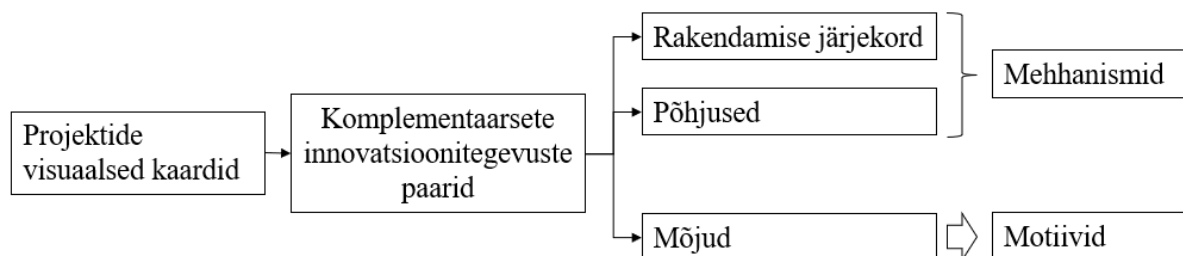 Projektide
visuaalsed kaardid
Komplementaarsete
innovatsioonitegevuste
paarid
Rakendamise järjekord
Põhjused
Mõjud
Mehhanismid
Motiivid